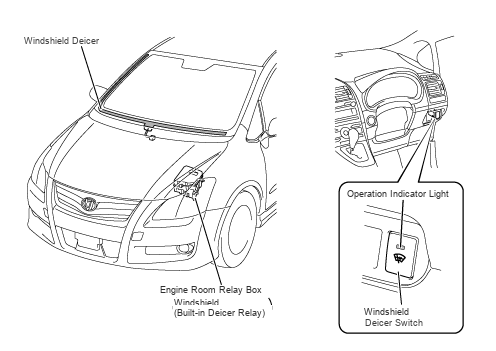 Windshield Deicer
Operation Indicator Light
Engine Room Relay Box
Windshield
(Built-in Deicer Relay)
Windshield
Deicer Switch